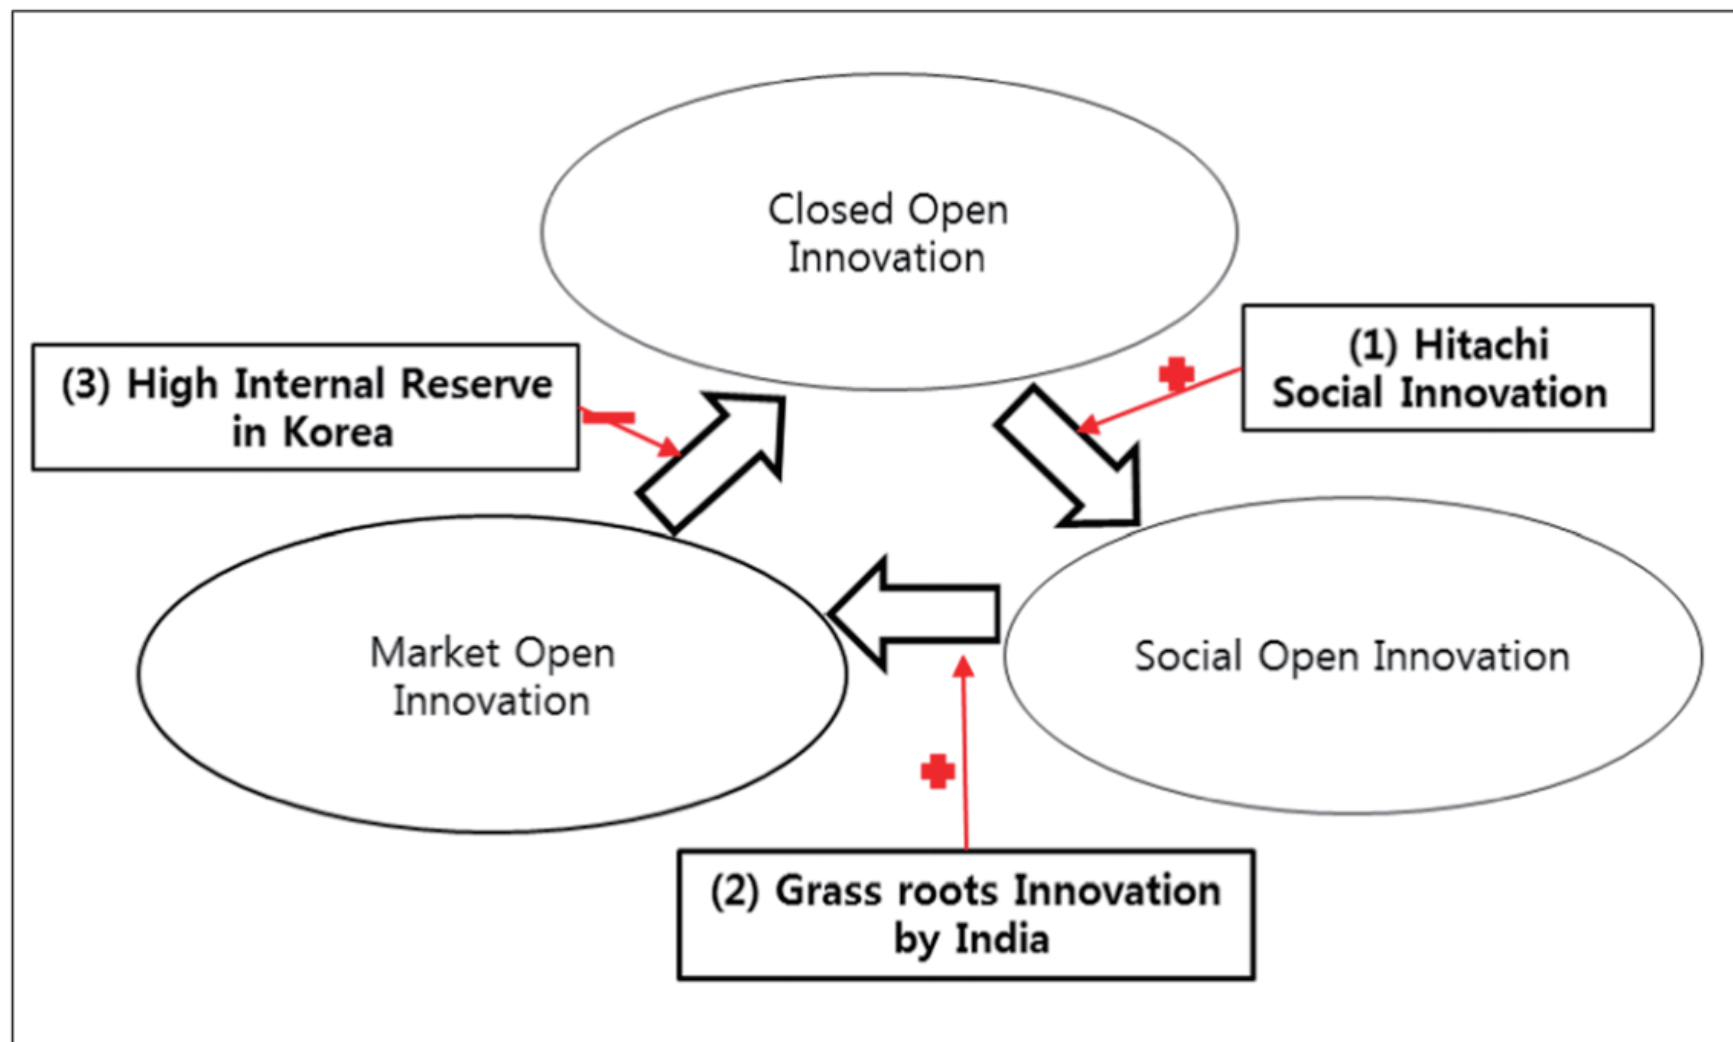 Closed Open
Innovation
(1) Hitachi
Social Innovation
(3) High Internal Reserve
in Korea
Market Open
Innovation
Social Open Innovation
(2) Grass roots Innovation
by India